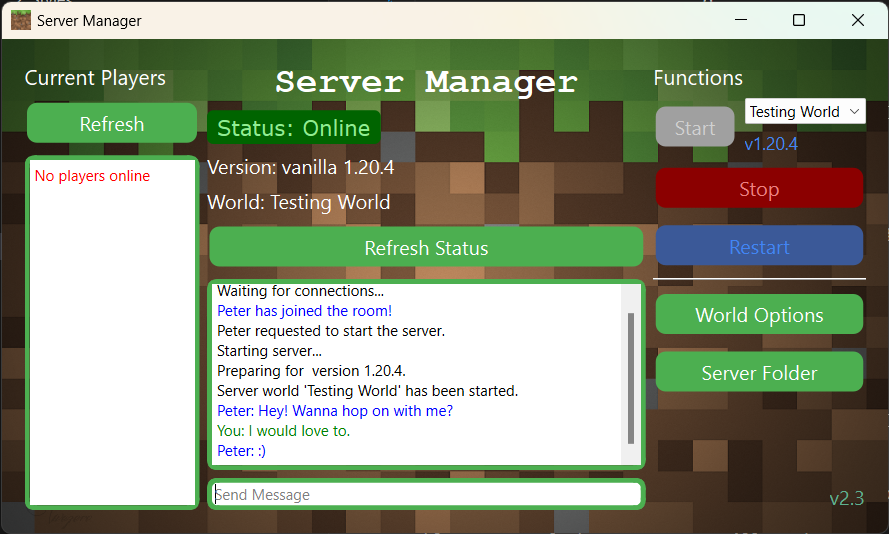 Server Manager
Current Players
Refresh
No players online
Server Manager
Status: Online
Version: vanilla 1.20.4
World: Testing World
Refresh Status
Waiting for connections...
Peter has joined the room!
Peter requested to start the server.
Starting server...
Preparing for  version 1.20.4.
Server world 'Testing World' has been started.
Peter: Hey! Wanna hop on with me?
You: I would love to.
Peter: :)
Send Message
Functions
Start
Testing World
v1.20.4
Stop
Restart
World Options
Server Folder
v2.3